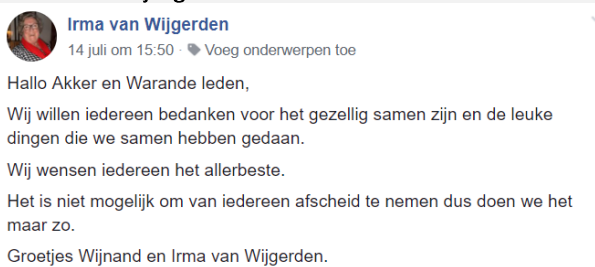 Irma van Wijgerden
14 juli om 15:50 · Voeg onderwerpen toe
Hallo Akker en Warande leden,
Wij willen iedereen bedanken voor het gezellig samen zijn en de leuke
dingen die we samen hebben gedaan.
Wij wensen iedereen het allerbeste.
Het is niet mogelijk om van iedereen afscheid te nemen dus doen we het
maar zo.
Groetjes Wijnand en Irma van Wijgerden.